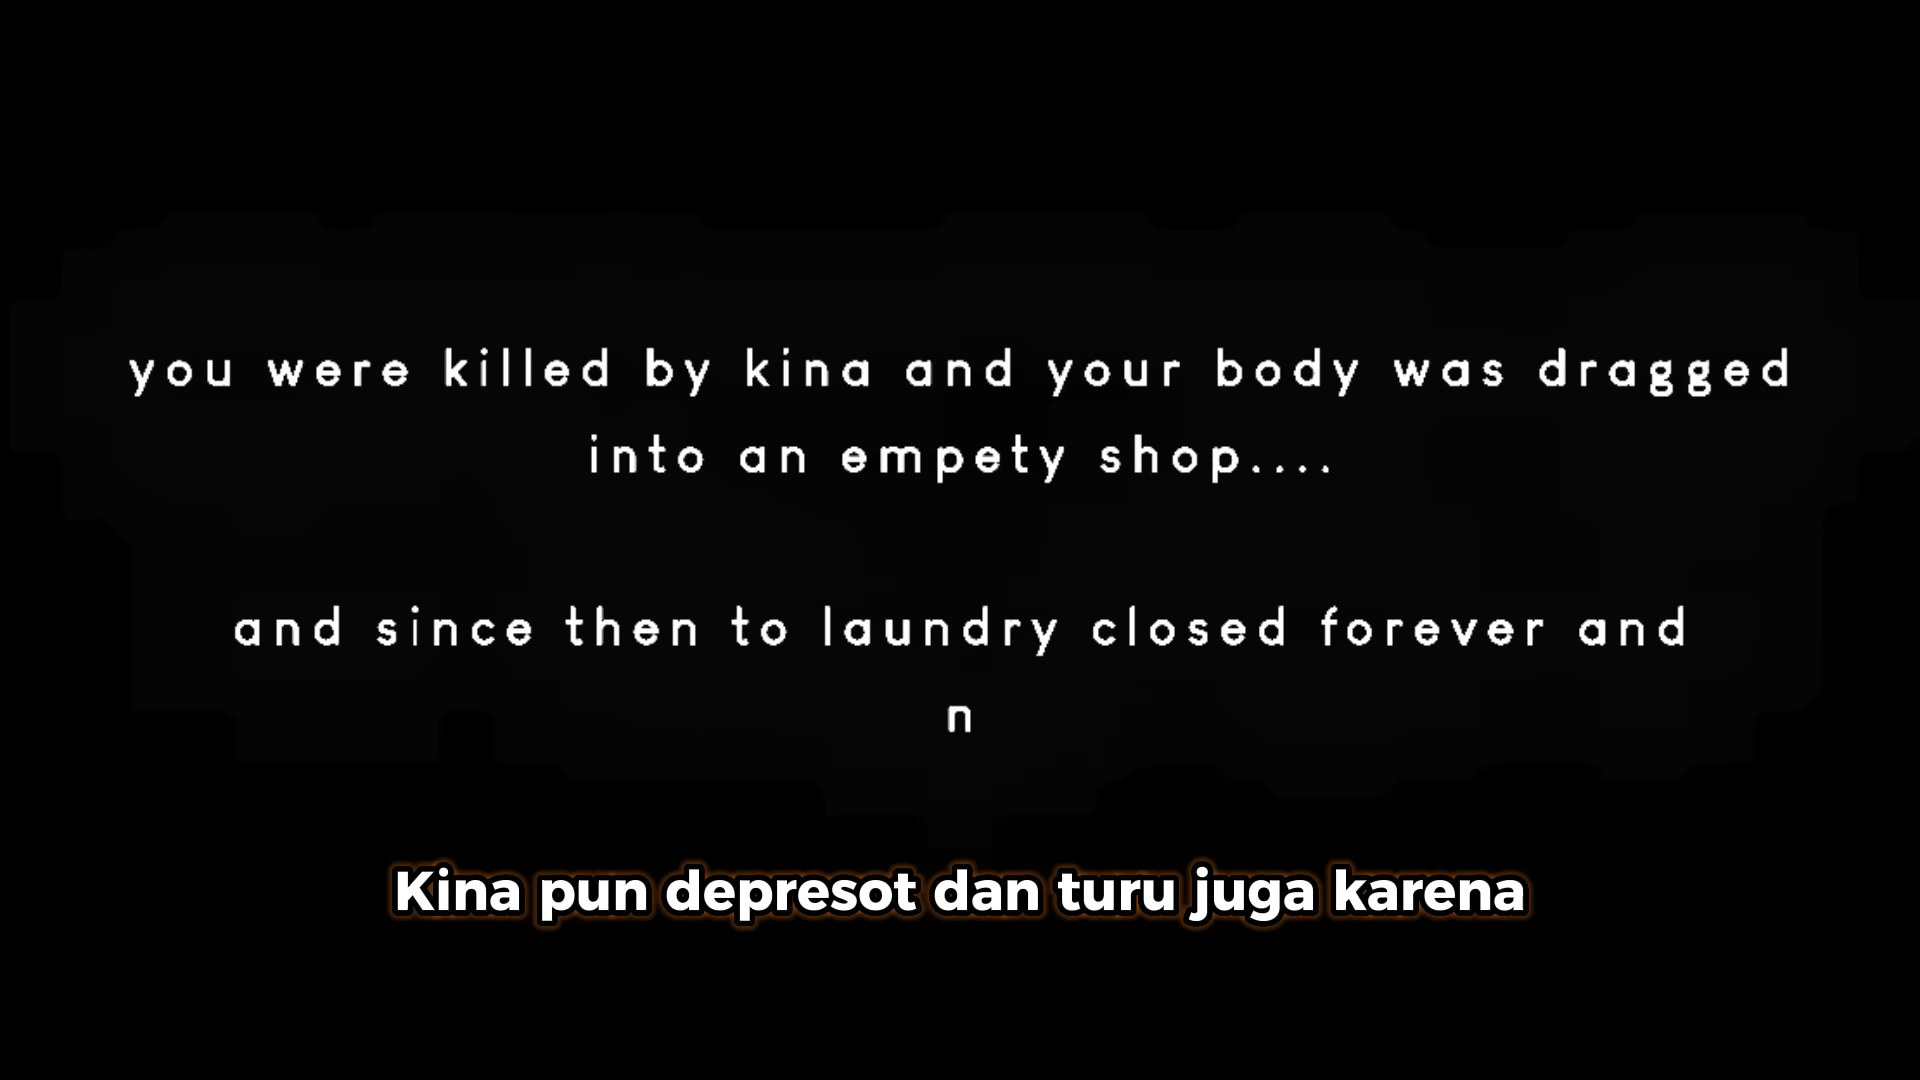 you were killed by kina and your body was dragged
into an empety shop....
and since then to laundry closed forever and
n
Kina pun depresot dan turu juga karena